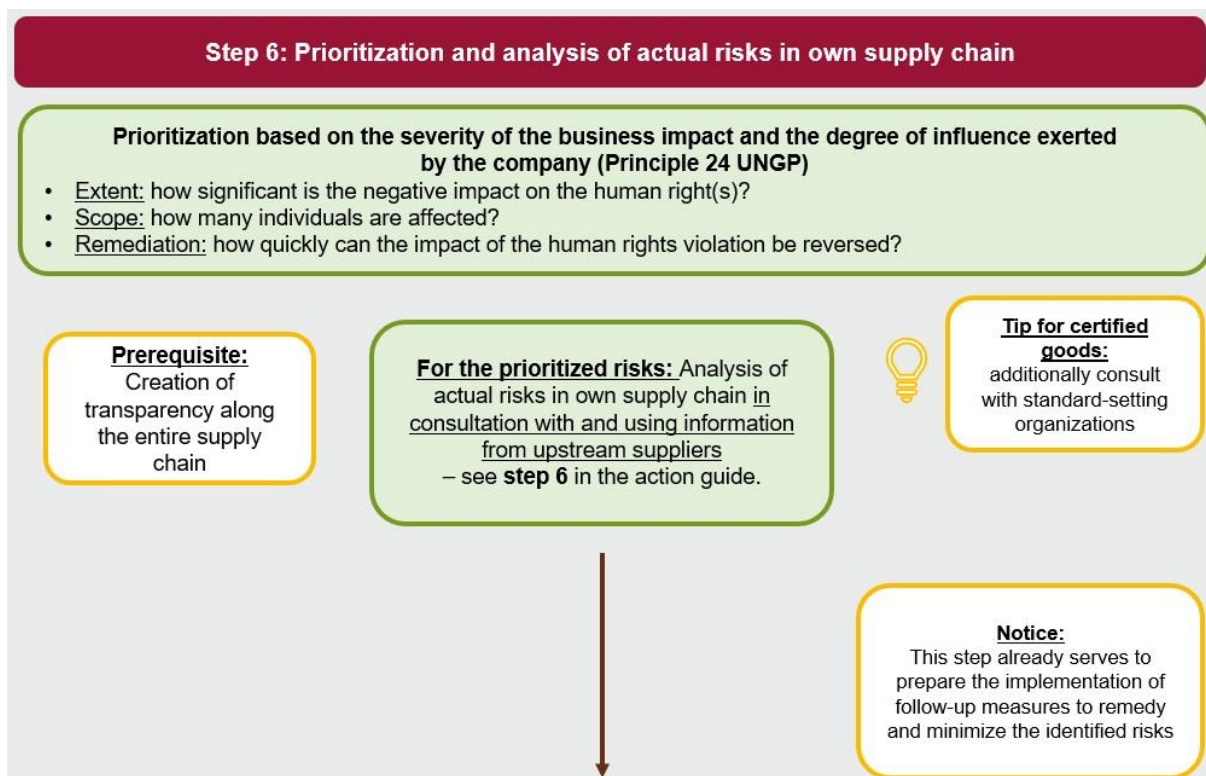 Step 6: Prioritization and analysis of actual risks in own supply chain
Prioritization based on the severity of the business impact and the degree of influence exerted
by the company (Principle 24 UNGP)
• Extent: how significant is the negative impact on the human right(s)?
• Scope: how many individuals are affected?
• Remediation: how quickly can the impact of the human rights violation be reversed?
Prerequisite:
Creation of
transparency along
the entire supply
chain
For the prioritized risks: Analysis of
actual risks in own supply chain in
consultation with and using information
from upstream suppliers
– see step 6 in the action guide.
Tip for certified
goods:
additionally consult
with standard-setting
organizations
Notice:
This step already serves to
prepare the implementation of
follow-up measures to remedy
and minimize the identified risks